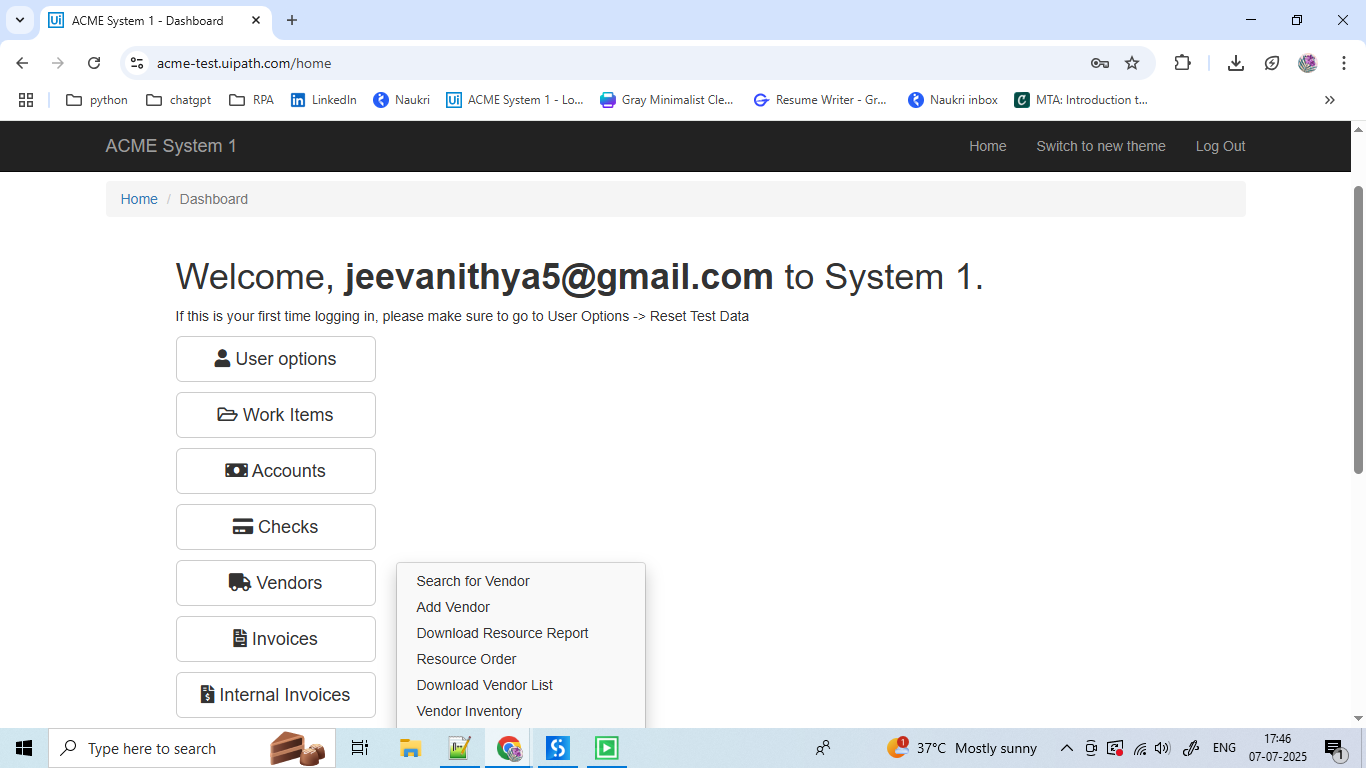 ACME System 1 - Dashboard
acme-test.uipath.com/home
python chatgpt RPA LinkedIn Naukri ACME System 1 - Lo... Gray Minimalist Cle... Resume Writer - Gr... Naukri inbox MTA: Introduction t...
ACME System 1 Home Switch to new theme Log Out
Home / Dashboard
Welcome, jeevanithya5@gmail.com to System 1.
If this is your first time logging in, please make sure to go to User Options -> Reset Test Data
User options
Work Items
Accounts
Checks
Vendors
Search for Vendor
Add Vendor
Download Resource Report
Resource Order
Download Vendor List
Vendor Inventory
Invoices
Internal Invoices
Type here to search
1 37°C Mostly sunny ENG 17:46
07-07-2025
1